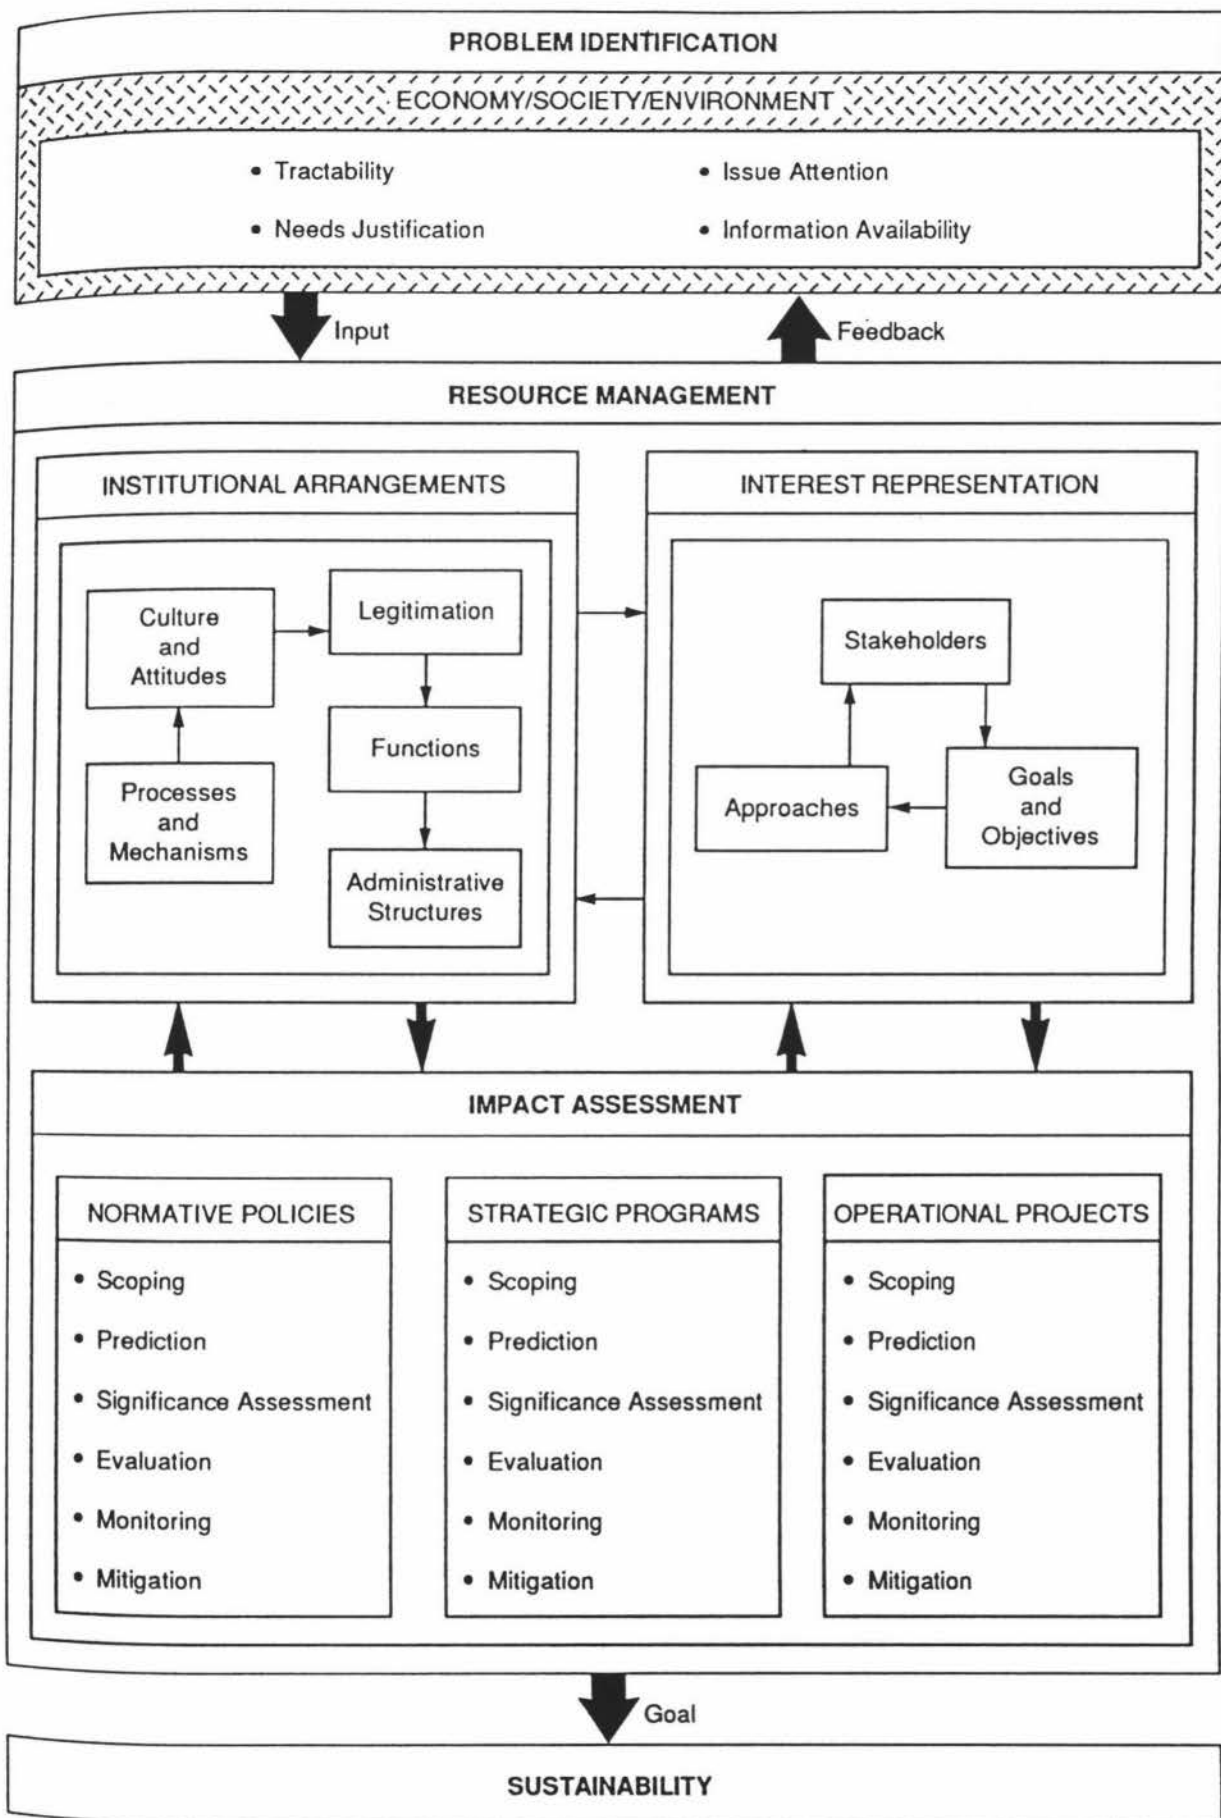 PROBLEM IDENTIFICATION
ECONOMY/SOCIETY/ENVIRONMENT
• Tractability
• Issue Attention
• Needs Justification
• Information Availability
Input
Feedback
RESOURCE MANAGEMENT
INSTITUTIONAL ARRANGEMENTS
Culture
and
Attitudes
Legitimation
Functions
Processes
and
Mechanisms
Administrative
Structures
INTEREST REPRESENTATION
Stakeholders
Approaches
Goals
and
Objectives
IMPACT ASSESSMENT
NORMATIVE POLICIES
• Scoping
• Prediction
• Significance Assessment
• Evaluation
• Monitoring
• Mitigation
STRATEGIC PROGRAMS
• Scoping
• Prediction
• Significance Assessment
• Evaluation
• Monitoring
• Mitigation
OPERATIONAL PROJECTS
• Scoping
• Prediction
• Significance Assessment
• Evaluation
• Monitoring
• Mitigation
Goal
SUSTAINABILITY